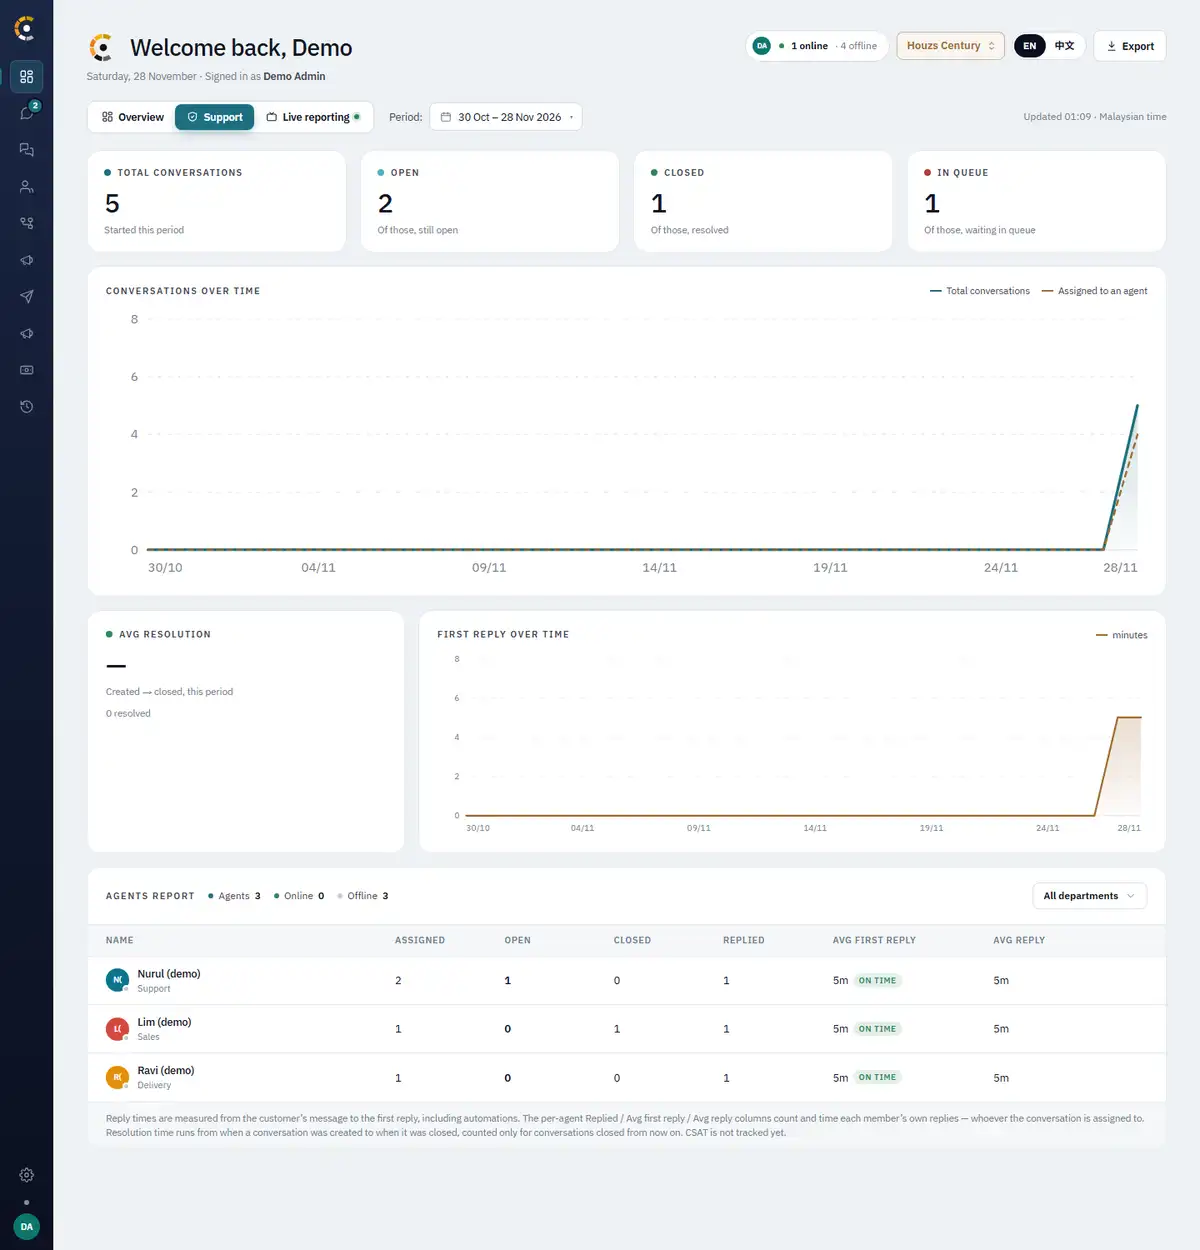 Welcome back, Demo
DA 1 online · 4 offline
Houzs Century
EN 中文
Export
Saturday, 28 November · Signed in as Demo Admin
2
Overview Support Live reporting
Period: 30 Oct – 28 Nov 2026
Updated 01:09 · Malaysian time
TOTAL CONVERSATIONS
5
Started this period
OPEN
2
Of those, still open
CLOSED
1
Of those, resolved
IN QUEUE
1
Of those, waiting in queue
CONVERSATIONS OVER TIME
Total conversations Assigned to an agent
8
6
4
2
0
30/10 04/11 09/11 14/11 19/11 24/11 28/11
AVG RESOLUTION
—
Created → closed, this period
0 resolved
FIRST REPLY OVER TIME
minutes
8
6
4
2
0
30/10 04/11 09/11 14/11 19/11 24/11 28/11
AGENTS REPORT Agents 3 Online 0 Offline 3
All departments
NAME ASSIGNED OPEN CLOSED REPLIED AVG FIRST REPLY AVG REPLY
N( Nurul (demo) 2 1 0 1 5m ON TIME 5m
Support
L( Lim (demo) 1 0 1 1 5m ON TIME 5m
Sales
R( Ravi (demo) 1 0 0 1 5m ON TIME 5m
Delivery
Reply times are measured from the customer's message to the first reply, including automations. The per-agent Replied / Avg first reply / Avg reply columns count and time each member's own replies — whoever the conversation is assigned to.
Resolution time runs from when a conversation was created to when it was closed, counted only for conversations closed from now on. CSAT is not tracked yet.
DA